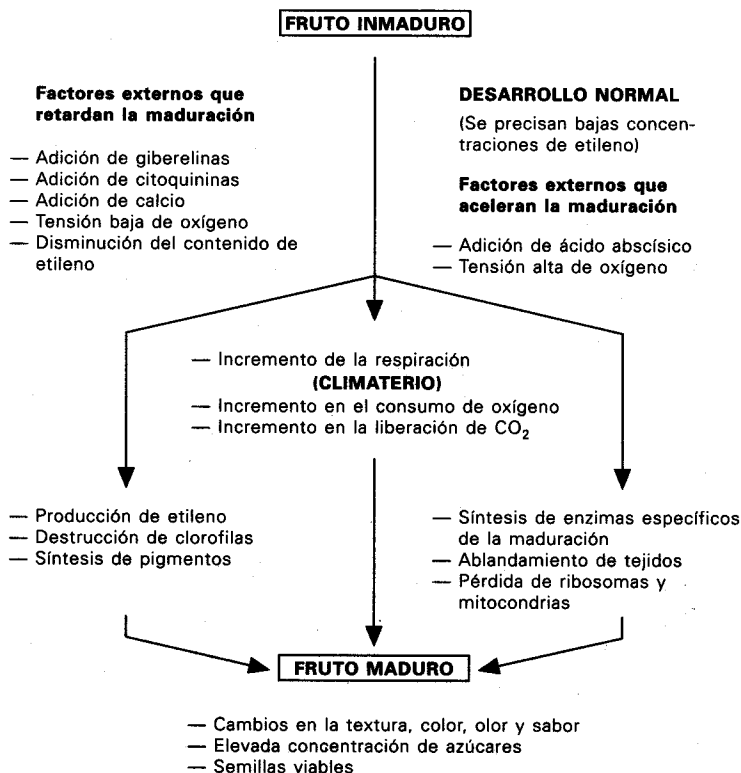 FRUTO INMADURO
Factores externos que
retardan la maduración
— Adición de giberelinas
— Adición de citoquininas
— Adición de calcio
— Tensión baja de oxígeno
— Disminución del contenido de
etileno
DESARROLLO NORMAL
(Se precisan bajas concen-
traciones de etileno)
Factores externos que
aceleran la maduración
— Adición de ácido abscísico
— Tensión alta de oxígeno
— Incremento de la respiración
(CLIMATERIO)
— Incremento en el consumo de oxígeno
— Incremento en la liberación de CO₂
— Producción de etileno
— Destrucción de clorofilas
— Síntesis de pigmentos
— Síntesis de enzimas específicos
de la maduración
— Ablandamiento de tejidos
— Pérdida de ribosomas y
mitocondrias
FRUTO MADURO
— Cambios en la textura, color, olor y sabor
— Elevada concentración de azúcares
— Semillas viables